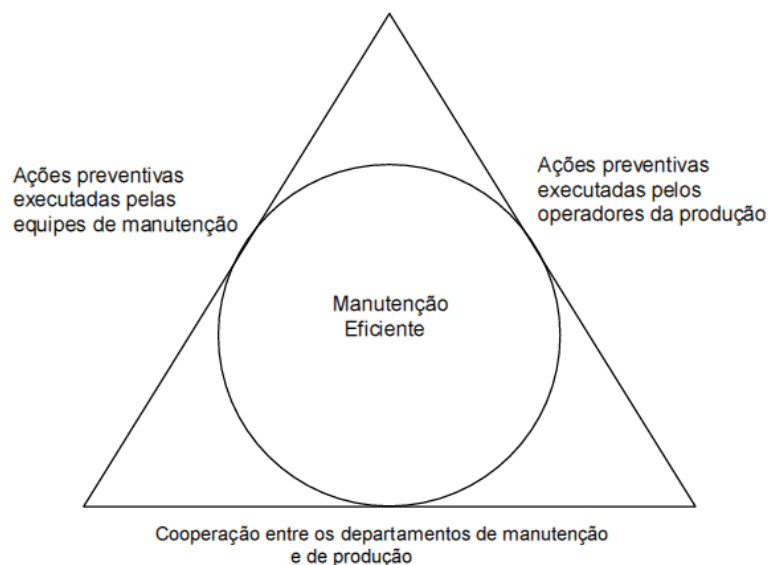 Ações preventivas
executadas pelas
equipes de manutenção
Ações preventivas
executadas pelos
operadores da produção
Manutenção
Eficiente
Cooperação entre os departamentos de manutenção
e de produção